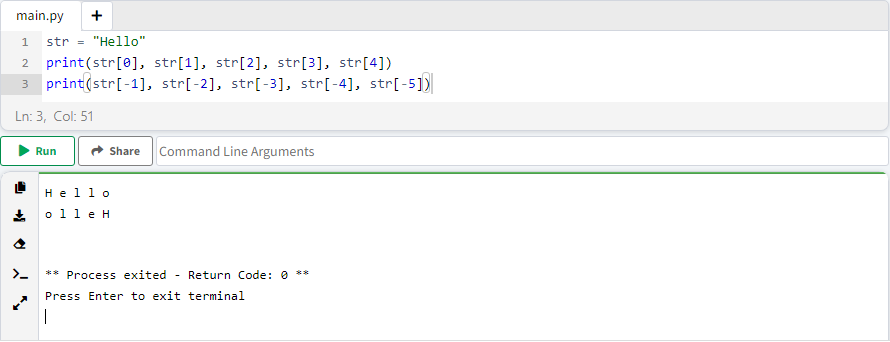 main.py +
1 str = "Hello"
2 print(str[0], str[1], str[2], str[3], str[4])
3 print(str[-1], str[-2], str[-3], str[-4], str[-5])
Ln: 3, Col: 51
Run Share Command Line Arguments
H e l l o
o l l e H
** Process exited - Return Code: 0 **
Press Enter to exit terminal